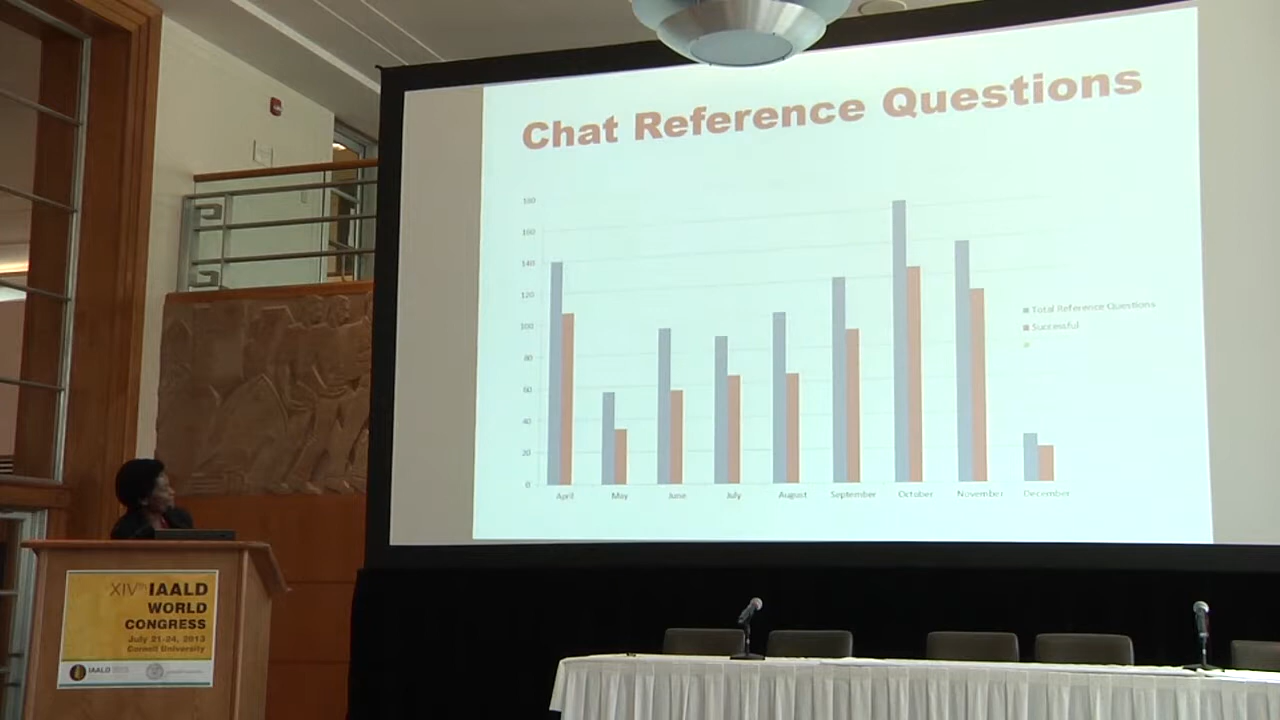 Chat Reference Questions
180
160
140
120
100
80
60
40
20
0
April May June July August September October November December
Total Reference Questions
Successful
XIVth IAALD
WORLD
CONGRESS
July 21-24, 2013
Cornell University
IAALD